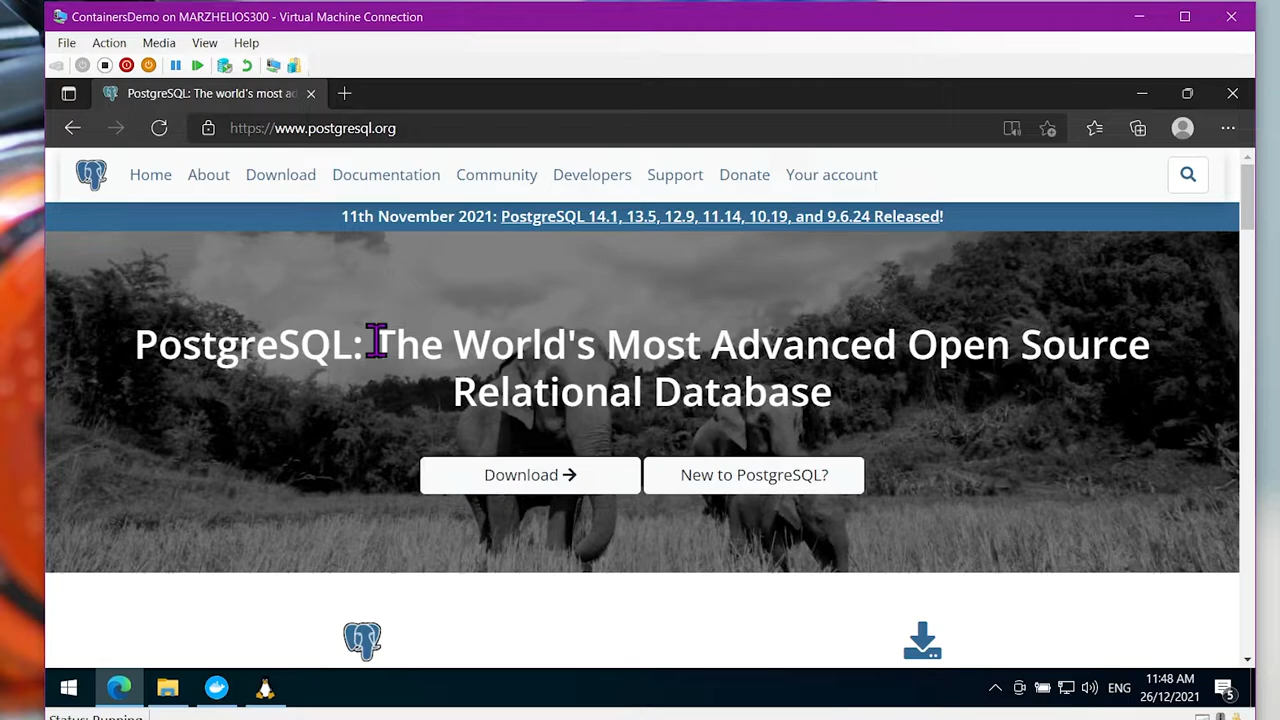 ContainersDemo on MARZHELIOS300 - Virtual Machine Connection
File Action Media View Help
PostgreSQL: The world's most ad
https://www.postgresql.org
Home About Download Documentation Community Developers Support Donate Your account
11th November 2021: PostgreSQL 14.1, 13.5, 12.9, 11.14, 10.19, and 9.6.24 Released!
PostgreSQL: The World's Most Advanced Open Source
Relational Database
Download → New to PostgreSQL?
ENG
11:48 AM
26/12/2021
5
Status: Running